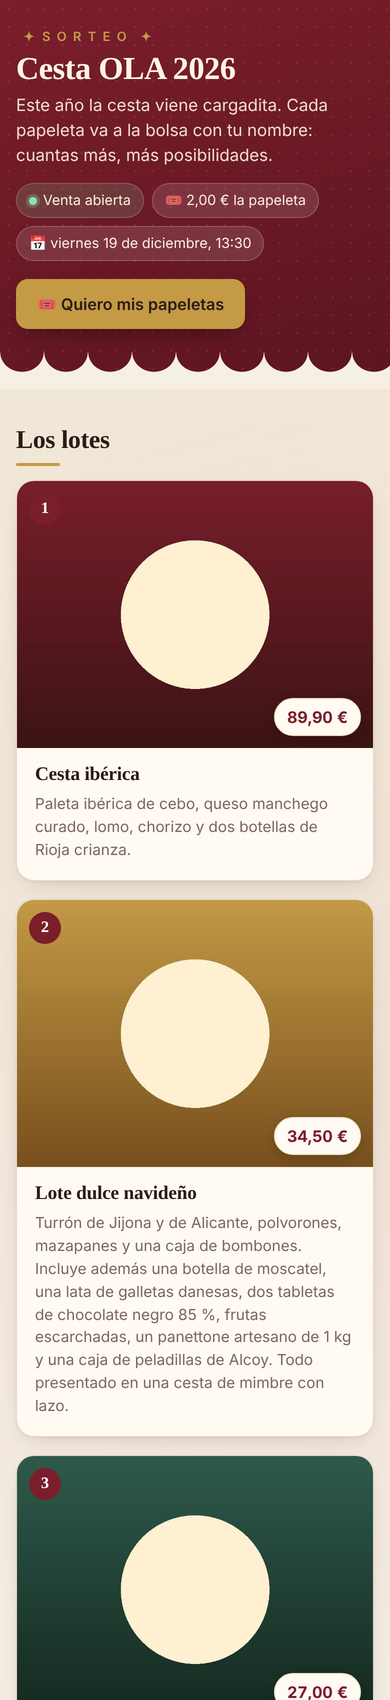 ✦ SORTEO ✦
Cesta OLA 2026
Este año la cesta viene cargadita. Cada
papeleta va a la bolsa con tu nombre:
cuantas más, más posibilidades.
Venta abierta
🎟️ 2,00 € la papeleta
📅 viernes 19 de diciembre, 13:30
🎟️ Quiero mis papeletas
Los lotes
1
89,90 €
Cesta ibérica
Paleta ibérica de cebo, queso manchego
curado, lomo, chorizo y dos botellas de
Rioja crianza.
2
34,50 €
Lote dulce navideño
Turrón de Jijona y de Alicante, polvorones,
mazapanes y una caja de bombones.
Incluye además una botella de moscatel,
una lata de galletas danesas, dos tabletas
de chocolate negro 85 %, frutas
escarchadas, un panettone artesano de 1 kg
y una caja de peladillas de Alcoy. Todo
presentado en una cesta de mimbre con
lazo.
3
27,00 €